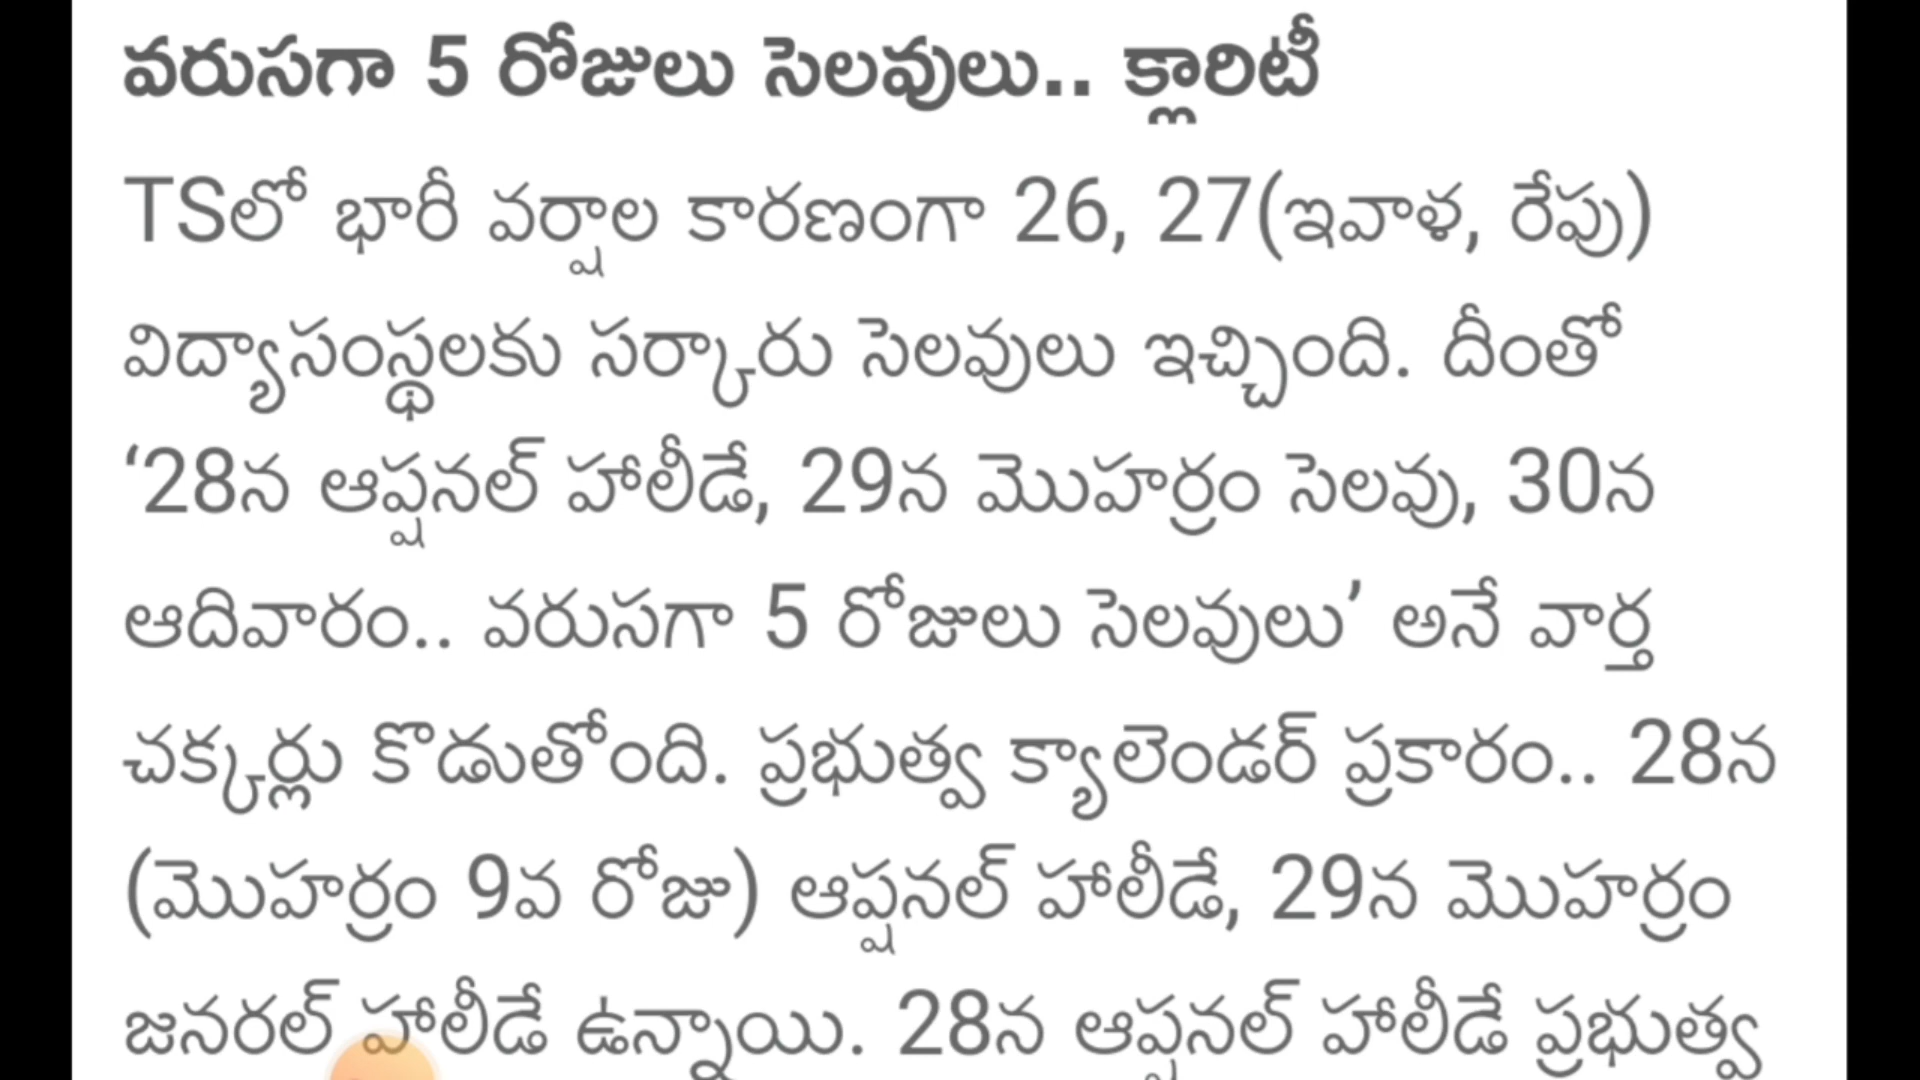 వరుసగా 5 రోజులు సెలవులు.. క్లారిటీ
TSలో భారీ వర్షాల కారణంగా 26, 27(ఇవాళ, రేపు)
విద్యాసంస్థలకు సర్కారు సెలవులు ఇచ్చింది. దీంతో
‘28న ఆప్షనల్ హాలీడే, 29న మొహర్రం సెలవు, 30న
ఆదివారం.. వరుసగా 5 రోజులు సెలవులు’ అనే వార్త
చక్కర్లు కొడుతోంది. ప్రభుత్వ క్యాలెండర్ ప్రకారం.. 28న
(మొహర్రం 9వ రోజు) ఆప్షనల్ హాలీడే, 29న మొహర్రం
జనరల్ హాలీడే ఉన్నాయి. 28న ఆప్షనల్ హాలీడే ప్రభుత్వ